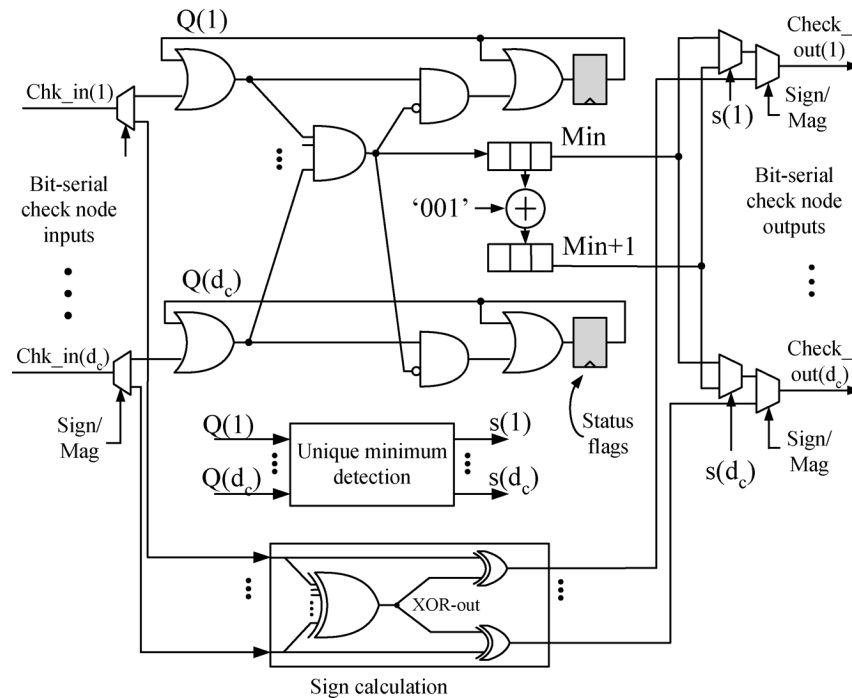 Q(1)
Check_
out(1)
Chk_in(1)
Sign/
Mag
s(1)
Min
Bit-serial
check node
inputs
Bit-serial
check node
outputs
‘001’
Min+1
Q(d_c)
Chk_in(d_c)
Check_
out(d_c)
Sign/
Mag
Status
flags
Sign/
Mag
s(d_c)
Q(1)
Unique minimum
detection
s(1)
Q(d_c)
s(d_c)
XOR-out
Sign calculation